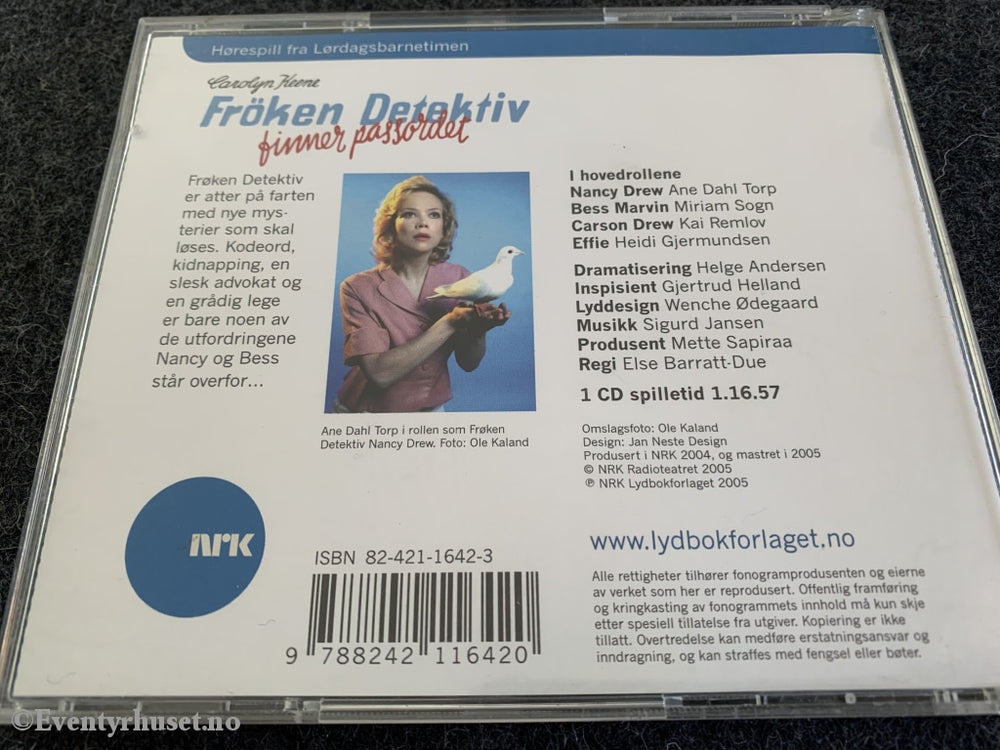 Hørespill fra Lørdagsbarnetimen
Carolyn Keene
Fröken Detektiv
finner passordet
Frøken Detektiv
er atter på farten
med nye mys-
terier som skal
løses. Kodeord,
kidnapping, en
slesk advokat og
en grådig lege
er bare noen av
de utfordringene
Nancy og Bess
står overfor...
Ane Dahl Torp i rollen som Frøken
Detektiv Nancy Drew. Foto: Ole Kaland
I hovedrollene
Nancy Drew Ane Dahl Torp
Bess Marvin Miriam Sogn
Carson Drew Kai Remlov
Effie Heidi Gjermundsen
Dramatisering Helge Andersen
Inspisient Gjertrud Helland
Lyddesign Wenche Ødegaard
Musikk Sigurd Jansen
Produsent Mette Sapiraa
Regi Else Barratt-Due
1 CD spilletid 1.16.57
Omslagsfoto: Ole Kaland
Design: Jan Neste Design
Produsert i NRK 2004, og mastret i 2005
© NRK Radioteatret 2005
℗ NRK Lydbokforlaget 2005
NRK
ISBN 82-421-1642-3
9 788242 116420
www.lydbokforlaget.no
Alle rettigheter tilhører fonogramprodusenten og eierne
av verket som her er reprodusert. Offentlig framføring
og kringkasting av fonogrammets innhold må kun skje
etter spesiell tillatelse fra utgiver. Kopiering er ikke
tillatt. Overtredelse kan medføre erstatningsansvar og
inndragning, og kan straffes med fengsel eller bøter.
©Eventyrhuset.no